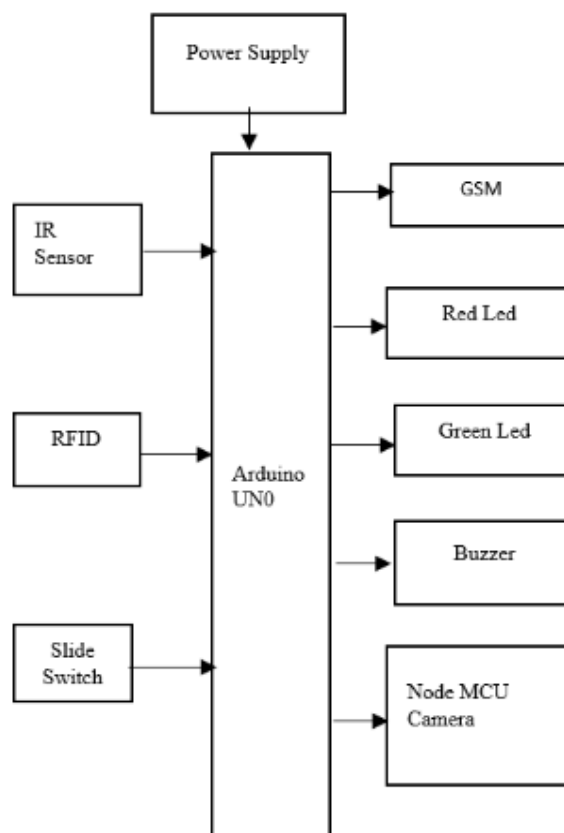 Power Supply
GSM
IR
Sensor
Red Led
RFID
Green Led
Arduino
UN0
Buzzer
Slide
Switch
Node MCU
Camera